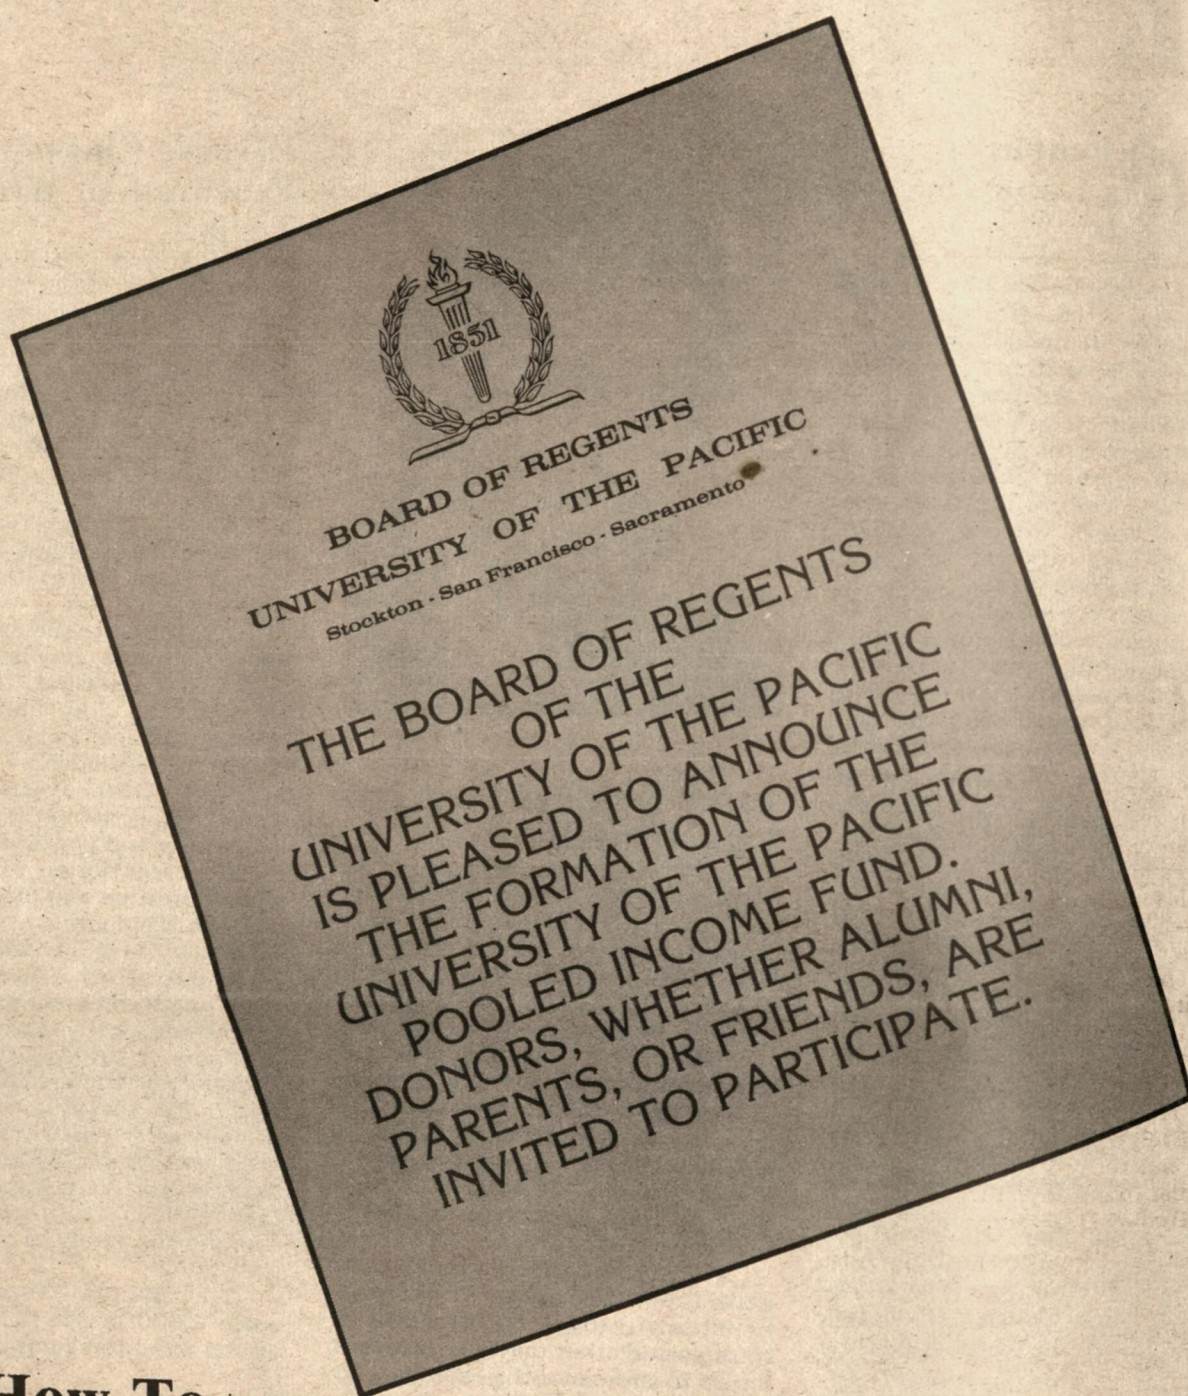 1851
BOARD OF REGENTS
UNIVERSITY OF THE PACIFIC
Stockton - San Francisco - Sacramento
THE BOARD OF REGENTS
OF THE
UNIVERSITY OF THE PACIFIC
IS PLEASED TO ANNOUNCE
THE FORMATION OF THE
UNIVERSITY OF THE PACIFIC
POOLED INCOME FUND.
DONORS, WHETHER ALUMNI,
PARENTS, OR FRIENDS, ARE
INVITED TO PARTICIPATE.
How To